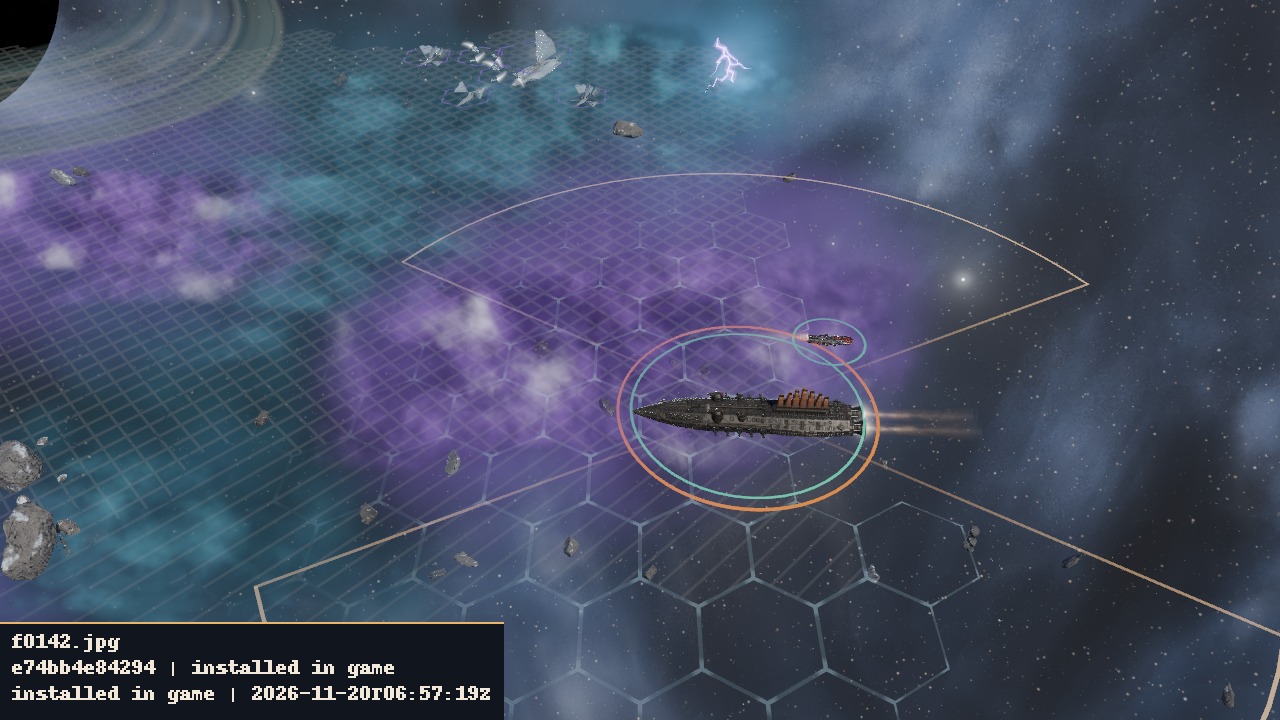 f0142.jpg
e74bb4e84294 | installed in game
installed in game | 2026-11-20T06:57:19z